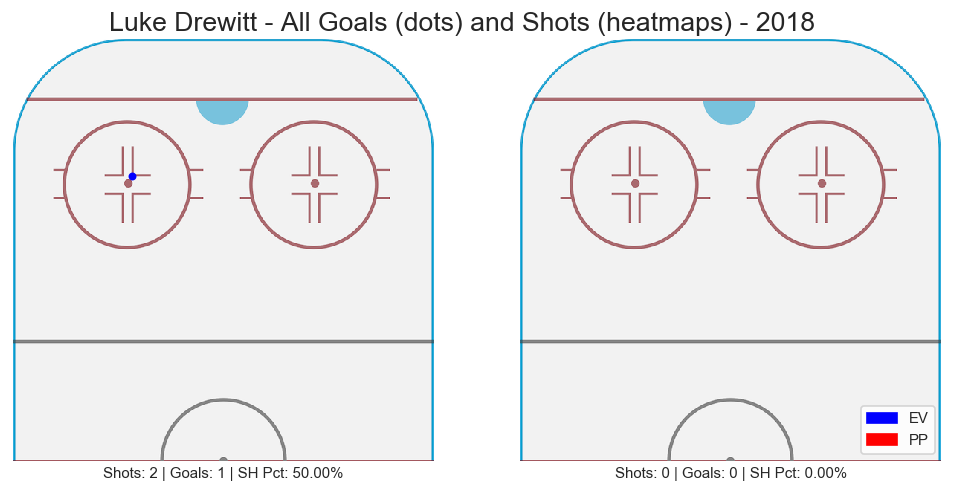 Luke Drewitt - All Goals (dots) and Shots (heatmaps) - 2018
EV
PP
Shots: 2 | Goals: 1 | SH Pct: 50.00%
Shots: 0 | Goals: 0 | SH Pct: 0.00%